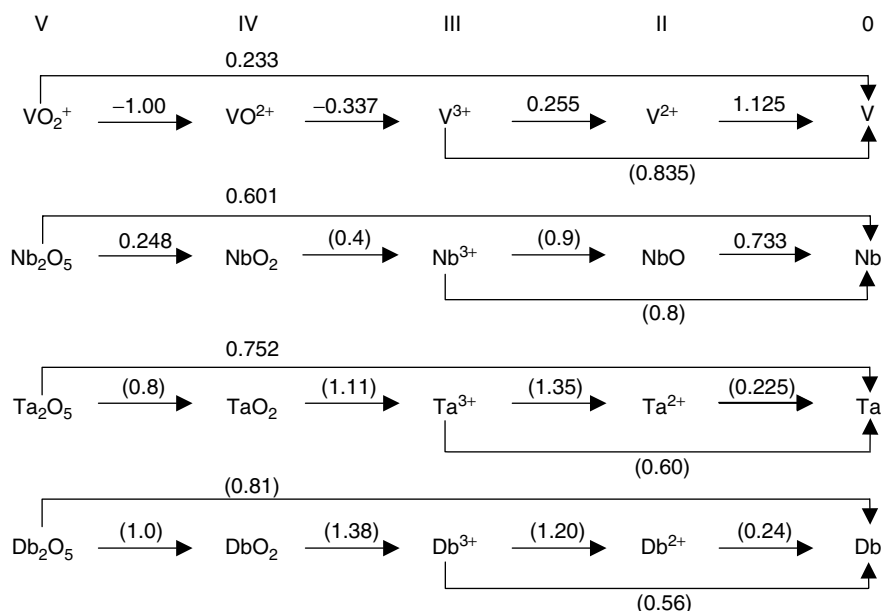 V IV III II 0
0.233
VO₂⁺ −1.00 VO²⁺ −0.337 V³⁺ 0.255 V²⁺ 1.125 V
(0.835)
0.601
Nb₂O₅ 0.248 NbO₂ (0.4) Nb³⁺ (0.9) NbO 0.733 Nb
(0.8)
0.752
Ta₂O₅ (0.8) TaO₂ (1.11) Ta³⁺ (1.35) Ta²⁺ (0.225) Ta
(0.60)
(0.81)
Db₂O₅ (1.0) DbO₂ (1.38) Db³⁺ (1.20) Db²⁺ (0.24) Db
(0.56)